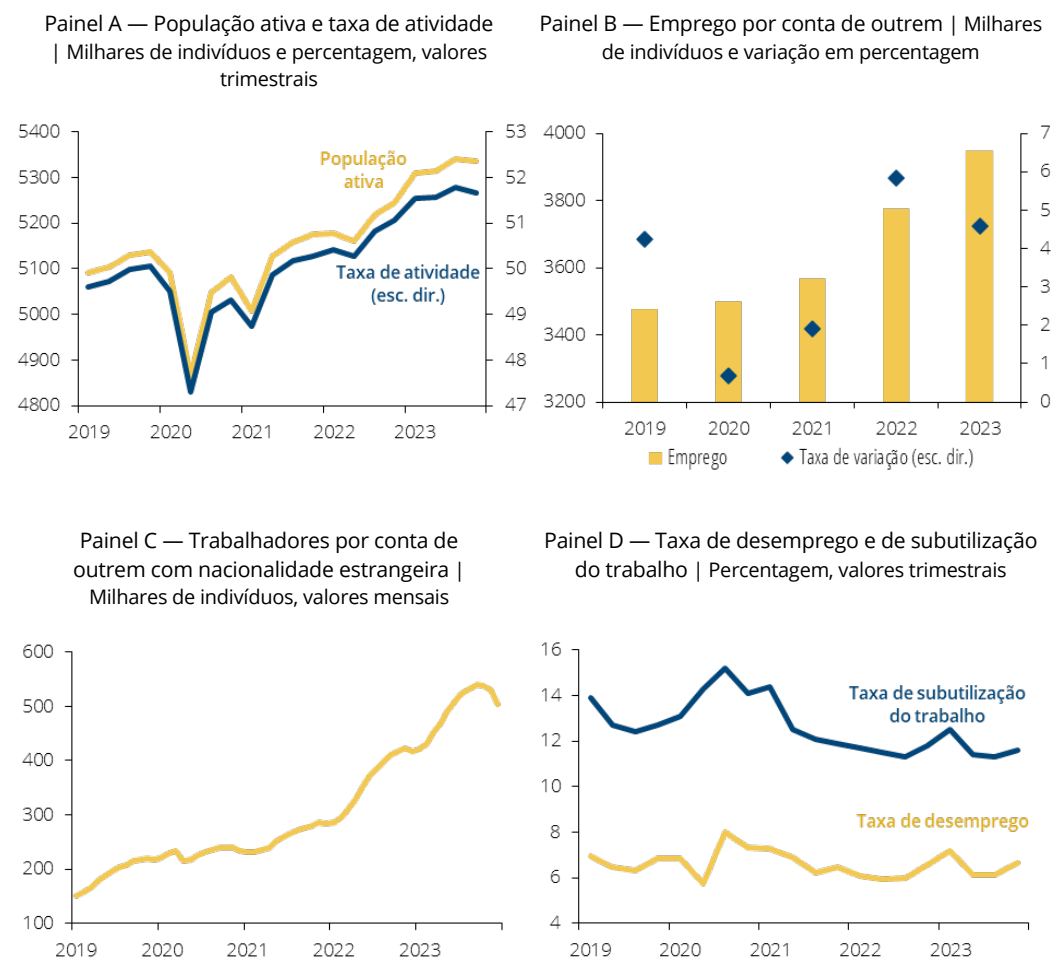 Painel A — População ativa e taxa de atividade
| Milhares de indivíduos e percentagem, valores
trimestrais
5400
5300
5200
5100
5000
4900
4800
53
52
51
50
49
48
47
População
ativa
Taxa de atividade
(esc. dir.)
2019 2020 2021 2022 2023
Painel B — Emprego por conta de outrem | Milhares
de indivíduos e variação em percentagem
4000
3800
3600
3400
3200
7
6
5
4
3
2
1
0
2019 2020 2021 2022 2023
Emprego Taxa de variação (esc. dir.)
Painel C — Trabalhadores por conta de
outrem com nacionalidade estrangeira |
Milhares de indivíduos, valores mensais
600
500
400
300
200
100
2019 2020 2021 2022 2023
Painel D — Taxa de desemprego e de subutilização
do trabalho | Percentagem, valores trimestrais
16
14
12
10
8
6
4
Taxa de subutilização
do trabalho
Taxa de desemprego
2019 2020 2021 2022 2023